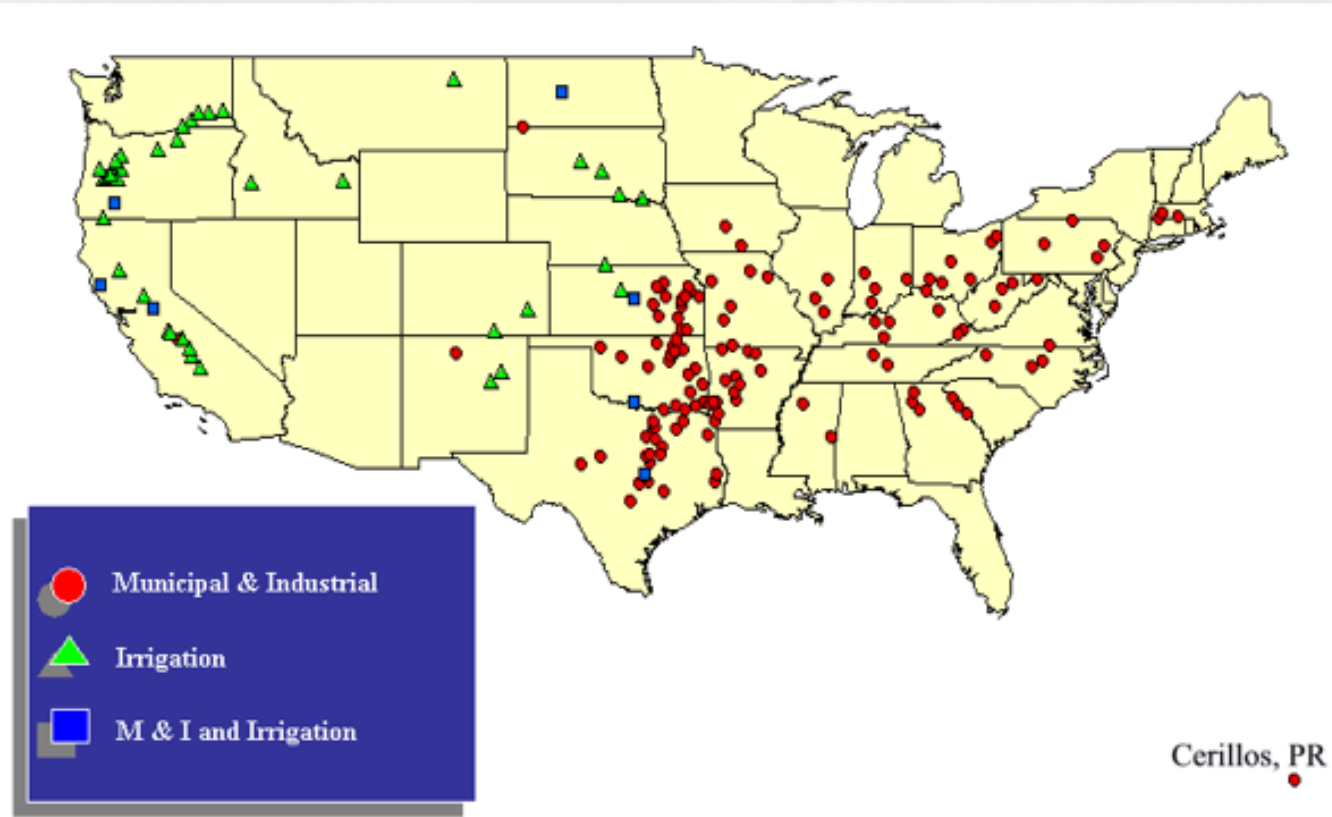 Municipal & Industrial
Irrigation
M & I and Irrigation
Cerillos, PR